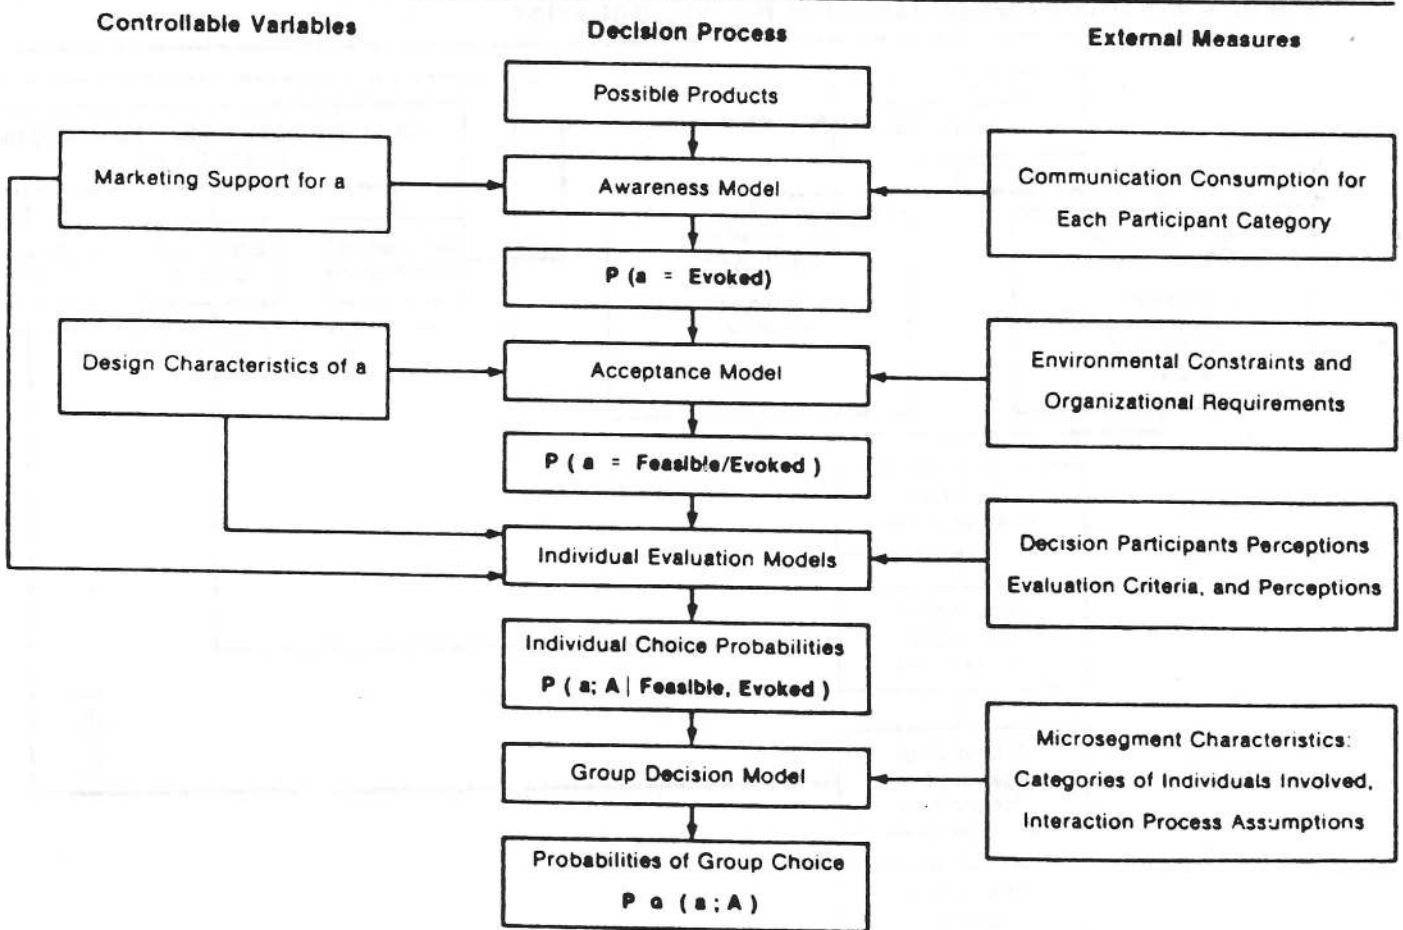 Controllable Variables
Decision Process
External Measures
Possible Products
Marketing Support for a
Awareness Model
Communication Consumption for
Each Participant Category
P (a = Evoked)
Design Characteristics of a
Acceptance Model
Environmental Constraints and
Organizational Requirements
P ( a = Feasible/Evoked )
Individual Evaluation Models
Decision Participants Perceptions
Evaluation Criteria, and Perceptions
Individual Choice Probabilities
P ( a; A | Feasible, Evoked )
Group Decision Model
Microsegment Characteristics:
Categories of Individuals Involved,
Interaction Process Assumptions
Probabilities of Group Choice
P G ( a ; A )